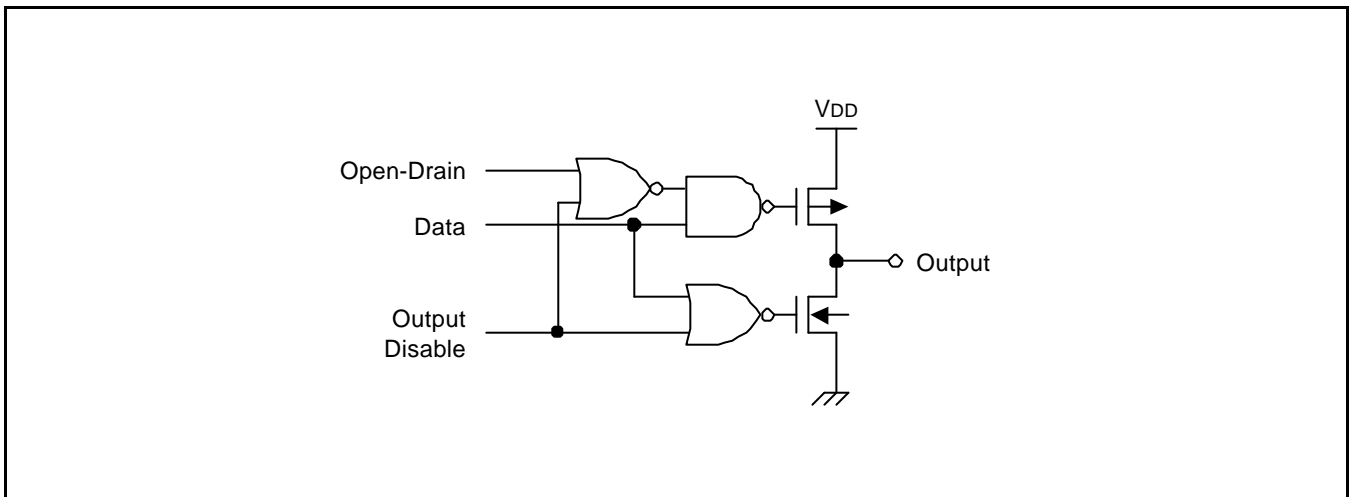 VDD
Open-Drain
Data
Output
Output
Disable